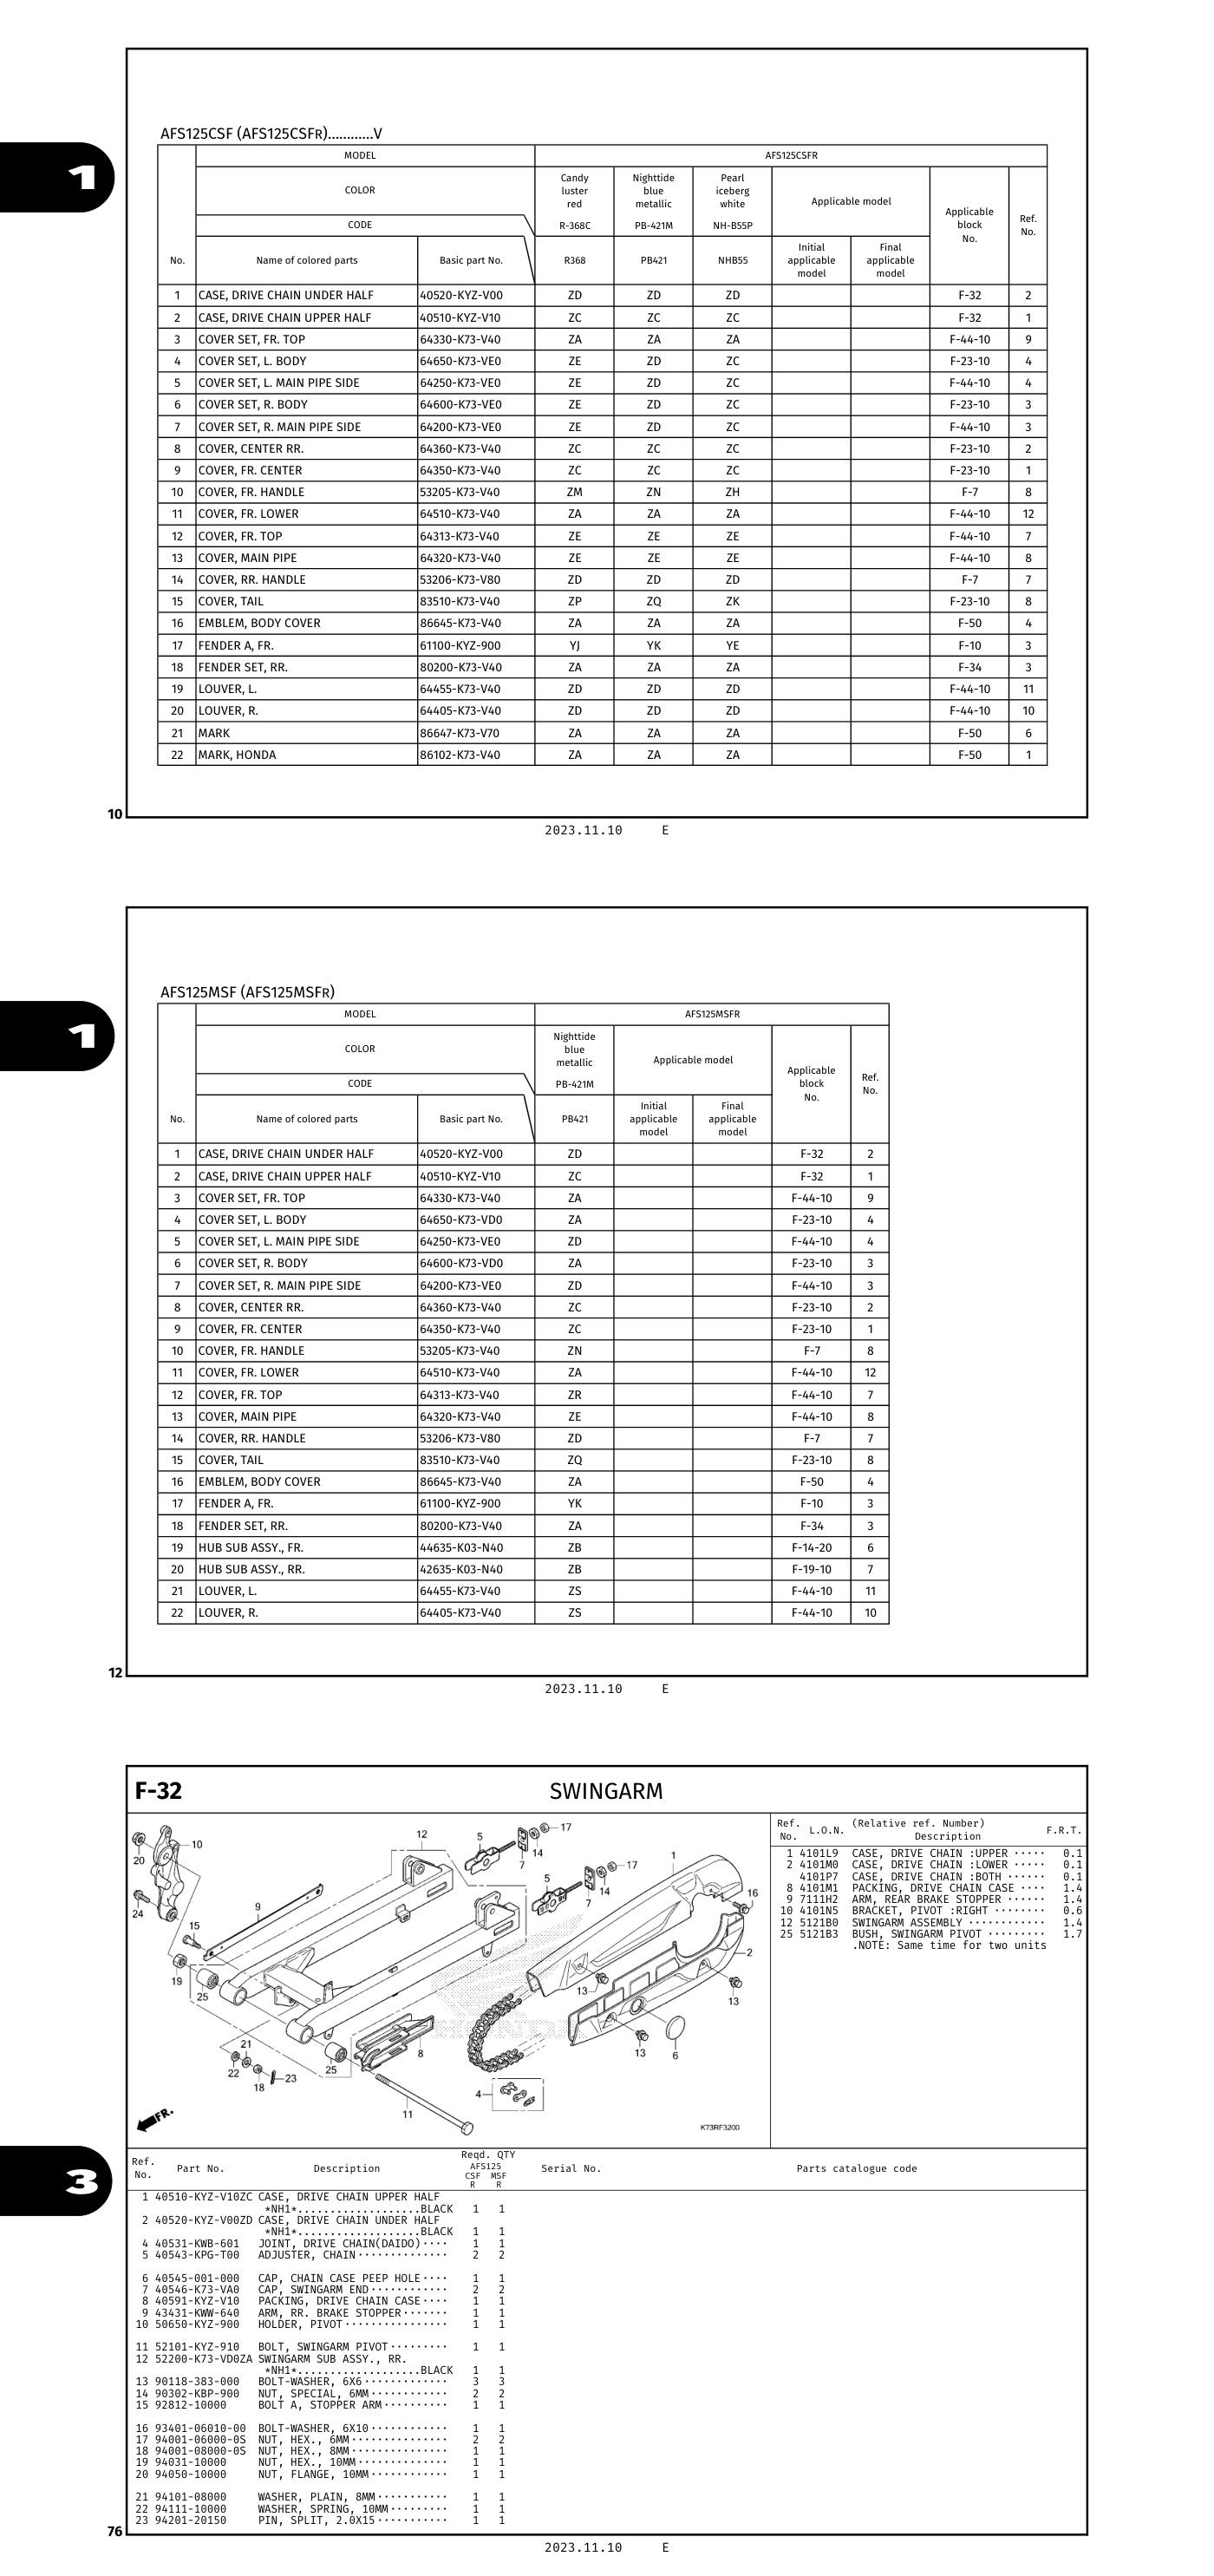 AFS125CSF (AFS125CSFR)............V
1
MODEL AFS125CSFR
COLOR Candy luster red Nighttide blue metallic Pearl iceberg white Applicable model Applicable block No. Ref. No.
CODE R-368C PB-421M NH-B55P
No. Name of colored parts Basic part No. R368 PB421 NHB55 Initial applicable model Final applicable model
1 CASE, DRIVE CHAIN UNDER HALF 40520-KYZ-V00 ZD ZD ZD F-32 2
2 CASE, DRIVE CHAIN UPPER HALF 40510-KYZ-V10 ZC ZC ZC F-32 1
3 COVER SET, FR. TOP 64330-K73-V40 ZA ZA ZA F-44-10 9
4 COVER SET, L. BODY 64650-K73-VE0 ZE ZD ZC F-23-10 4
5 COVER SET, L. MAIN PIPE SIDE 64250-K73-VE0 ZE ZD ZC F-44-10 4
6 COVER SET, R. BODY 64600-K73-VE0 ZE ZD ZC F-23-10 3
7 COVER SET, R. MAIN PIPE SIDE 64200-K73-VE0 ZE ZD ZC F-44-10 3
8 COVER, CENTER RR. 64360-K73-V40 ZC ZC ZC F-23-10 2
9 COVER, FR. CENTER 64350-K73-V40 ZC ZC ZC F-23-10 1
10 COVER, FR. HANDLE 53205-K73-V40 ZM ZN ZH F-7 8
11 COVER, FR. LOWER 64510-K73-V40 ZA ZA ZA F-44-10 12
12 COVER, FR. TOP 64313-K73-V40 ZE ZE ZE F-44-10 7
13 COVER, MAIN PIPE 64320-K73-V40 ZE ZE ZE F-44-10 8
14 COVER, RR. HANDLE 53206-K73-V80 ZD ZD ZD F-7 7
15 COVER, TAIL 83510-K73-V40 ZP ZQ ZK F-23-10 8
16 EMBLEM, BODY COVER 86645-K73-V40 ZA ZA ZA F-50 4
17 FENDER A, FR. 61100-KYZ-900 YJ YK YE F-10 3
18 FENDER SET, RR. 80200-K73-V40 ZA ZA ZA F-34 3
19 LOUVER, L. 64455-K73-V40 ZD ZD ZD F-44-10 11
20 LOUVER, R. 64405-K73-V40 ZD ZD ZD F-44-10 10
21 MARK 86647-K73-V70 ZA ZA ZA F-50 6
22 MARK, HONDA 86102-K73-V40 ZA ZA ZA F-50 1
10
2023.11.10 E
AFS125MSF (AFS125MSFR)
1
MODEL AFS125MSFR
COLOR Nighttide blue metallic Applicable model Applicable block No. Ref. No.
CODE PB-421M
No. Name of colored parts Basic part No. PB421 Initial applicable model Final applicable model
1 CASE, DRIVE CHAIN UNDER HALF 40520-KYZ-V00 ZD F-32 2
2 CASE, DRIVE CHAIN UPPER HALF 40510-KYZ-V10 ZC F-32 1
3 COVER SET, FR. TOP 64330-K73-V40 ZA F-44-10 9
4 COVER SET, L. BODY 64650-K73-VD0 ZA F-23-10 4
5 COVER SET, L. MAIN PIPE SIDE 64250-K73-VE0 ZD F-44-10 4
6 COVER SET, R. BODY 64600-K73-VD0 ZA F-23-10 3
7 COVER SET, R. MAIN PIPE SIDE 64200-K73-VE0 ZD F-44-10 3
8 COVER, CENTER RR. 64360-K73-V40 ZC F-23-10 2
9 COVER, FR. CENTER 64350-K73-V40 ZC F-23-10 1
10 COVER, FR. HANDLE 53205-K73-V40 ZN F-7 8
11 COVER, FR. LOWER 64510-K73-V40 ZA F-44-10 12
12 COVER, FR. TOP 64313-K73-V40 ZR F-44-10 7
13 COVER, MAIN PIPE 64320-K73-V40 ZE F-44-10 8
14 COVER, RR. HANDLE 53206-K73-V80 ZD F-7 7
15 COVER, TAIL 83510-K73-V40 ZQ F-23-10 8
16 EMBLEM, BODY COVER 86645-K73-V40 ZA F-50 4
17 FENDER A, FR. 61100-KYZ-900 YK F-10 3
18 FENDER SET, RR. 80200-K73-V40 ZA F-34 3
19 HUB SUB ASSY., FR. 44635-K03-N40 ZB F-14-20 6
20 HUB SUB ASSY., RR. 42635-K03-N40 ZB F-19-10 7
21 LOUVER, L. 64455-K73-V40 ZS F-44-10 11
22 LOUVER, R. 64405-K73-V40 ZS F-44-10 10
12
2023.11.10 E
F-32 SWINGARM
Ref. No. L.O.N. (Relative ref. Number) Description F.R.T.
1 4101L9 CASE, DRIVE CHAIN :UPPER ····· 0.1
2 4101M0 CASE, DRIVE CHAIN :LOWER ····· 0.1
4101P7 CASE, DRIVE CHAIN :BOTH ······ 0.1
8 4101M1 PACKING, DRIVE CHAIN CASE ···· 1.4
9 7111H2 ARM, REAR BRAKE STOPPER ······ 1.4
10 4101N5 BRACKET, PIVOT :RIGHT ········ 0.6
12 5121B0 SWINGARM ASSEMBLY ············ 1.4
25 5121B3 BUSH, SWINGARM PIVOT ········· 1.7
.NOTE: Same time for two units
10
20
24
15
9
19
25
12
5
17
14
7
5
17
14
7
1
16
2
13
13
13
6
21
22
18
23
25
8
4
11
HONDA
FR.
K73RF3200
3
Ref. No. Part No. Description Reqd. QTY AFS125 CSF R MSF R Serial No. Parts catalogue code
1 40510-KYZ-V10ZC CASE, DRIVE CHAIN UPPER HALF
*NH1*...................BLACK 1 1
2 40520-KYZ-V00ZD CASE, DRIVE CHAIN UNDER HALF
*NH1*...................BLACK 1 1
4 40531-KWB-601 JOINT, DRIVE CHAIN(DAIDO)···· 1 1
5 40543-KPG-T00 ADJUSTER, CHAIN·············· 2 2
6 40545-001-000 CAP, CHAIN CASE PEEP HOLE···· 1 1
7 40546-K73-VA0 CAP, SWINGARM END············ 2 2
8 40591-KYZ-V10 PACKING, DRIVE CHAIN CASE···· 1 1
9 43431-KWW-640 ARM, RR. BRAKE STOPPER······· 1 1
10 50650-KYZ-900 HOLDER, PIVOT················ 1 1
11 52101-KYZ-910 BOLT, SWINGARM PIVOT········· 1 1
12 52200-K73-VD0ZA SWINGARM SUB ASSY., RR.
*NH1*...................BLACK 1 1
13 90118-383-000 BOLT-WASHER, 6X6············· 3 3
14 90302-KBP-900 NUT, SPECIAL, 6MM············ 2 2
15 92812-10000 BOLT A, STOPPER ARM·········· 1 1
16 93401-06010-00 BOLT-WASHER, 6X10············ 1 1
17 94001-06000-0S NUT, HEX., 6MM··············· 2 2
18 94001-08000-0S NUT, HEX., 8MM··············· 1 1
19 94031-10000 NUT, HEX., 10MM·············· 1 1
20 94050-10000 NUT, FLANGE, 10MM············ 1 1
21 94101-08000 WASHER, PLAIN, 8MM··········· 1 1
22 94111-10000 WASHER, SPRING, 10MM········· 1 1
23 94201-20150 PIN, SPLIT, 2.0X15··········· 1 1
76
2023.11.10 E